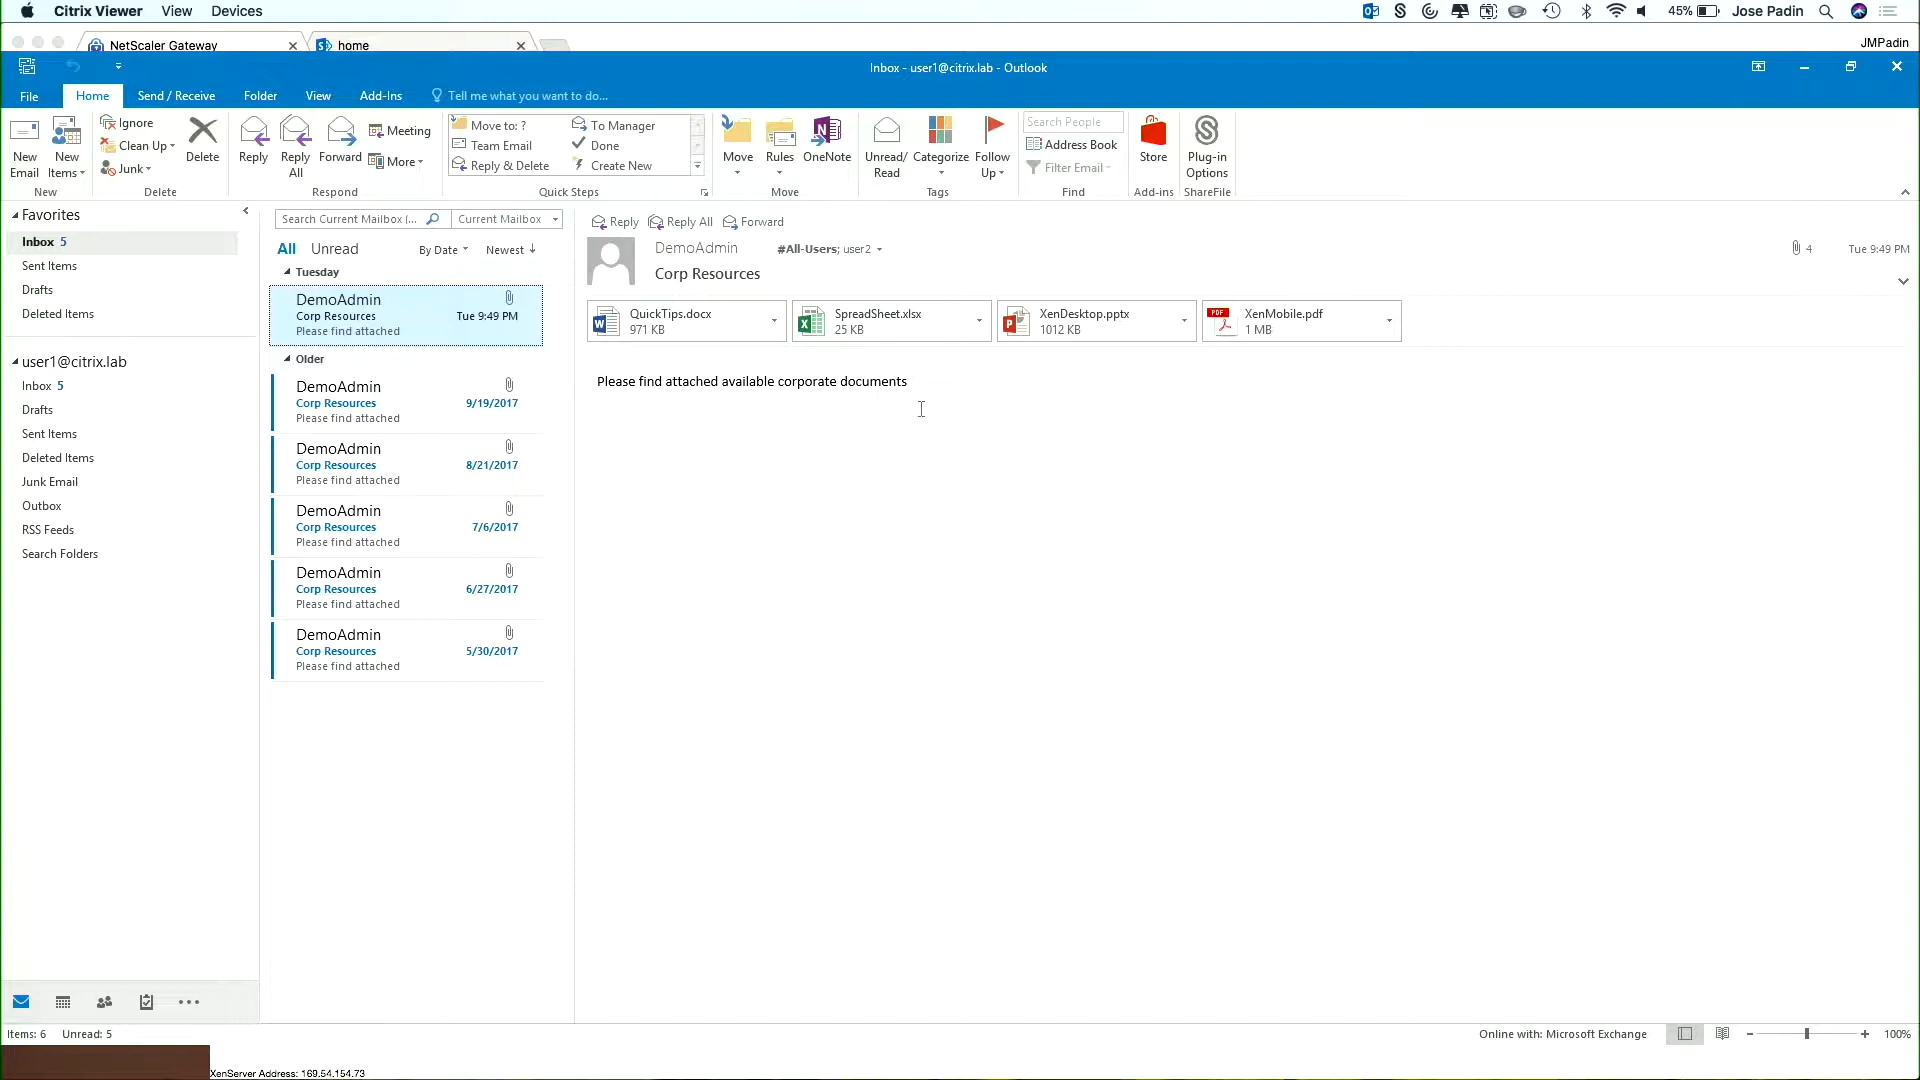 Citrix Viewer View Devices 45% Jose Padin
NetScaler Gateway home JMPadin
Inbox - user1@citrix.lab - Outlook
File Home Send / Receive Folder View Add-Ins Tell me what you want to do...
New Email
New Items
New
Ignore
Clean Up
Junk
Delete
Delete
Reply
Reply All
Forward
Meeting
More
Respond
Move to: ?
Team Email
Reply & Delete
To Manager
Done
Create New
Quick Steps
Move
Rules
OneNote
Move
Unread/ Read
Categorize
Follow Up
Tags
Search People
Address Book
Filter Email
Find
Store
Add-ins
Plug-in Options
ShareFile
Favorites
Inbox 5
Sent Items
Drafts
Deleted Items
user1@citrix.lab
Inbox 5
Drafts
Sent Items
Deleted Items
Junk Email
Outbox
RSS Feeds
Search Folders
Search Current Mailbox (... Current Mailbox
All Unread By Date Newest
Tuesday
DemoAdmin
Corp Resources Tue 9:49 PM
Please find attached
Older
DemoAdmin
Corp Resources 9/19/2017
Please find attached
DemoAdmin
Corp Resources 8/21/2017
Please find attached
DemoAdmin
Corp Resources 7/6/2017
Please find attached
DemoAdmin
Corp Resources 6/27/2017
Please find attached
DemoAdmin
Corp Resources 5/30/2017
Please find attached
Reply Reply All Forward
DemoAdmin #All-Users; user2 4 Tue 9:49 PM
Corp Resources
QuickTips.docx
971 KB
SpreadSheet.xlsx
25 KB
XenDesktop.pptx
1012 KB
PDF
XenMobile.pdf
1 MB
Please find attached available corporate documents
Items: 6 Unread: 5 Online with: Microsoft Exchange 100%
XenServer Address: 169.54.154.73